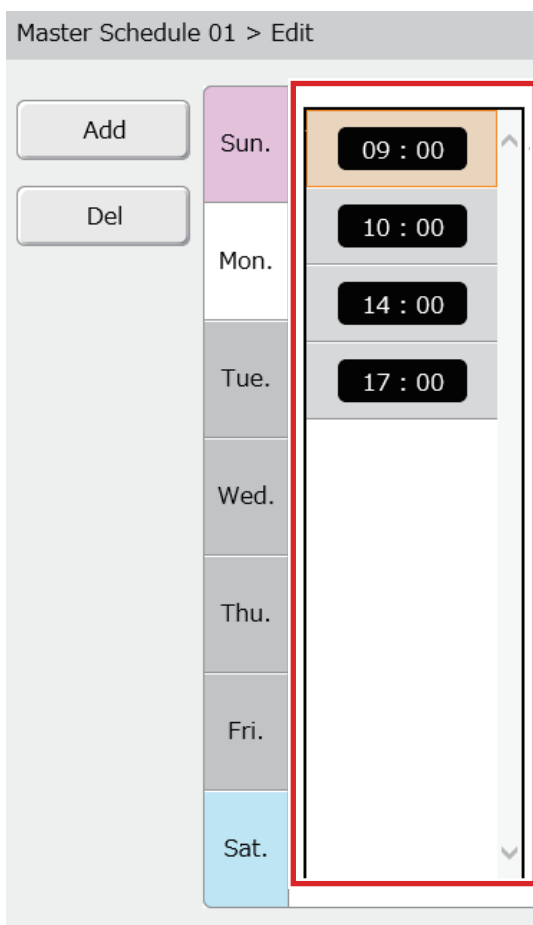 Master Schedule 01 > Edit
Add
Del
Sun.
Mon.
Tue.
Wed.
Thu.
Fri.
Sat.
09 : 00
10 : 00
14 : 00
17 : 00